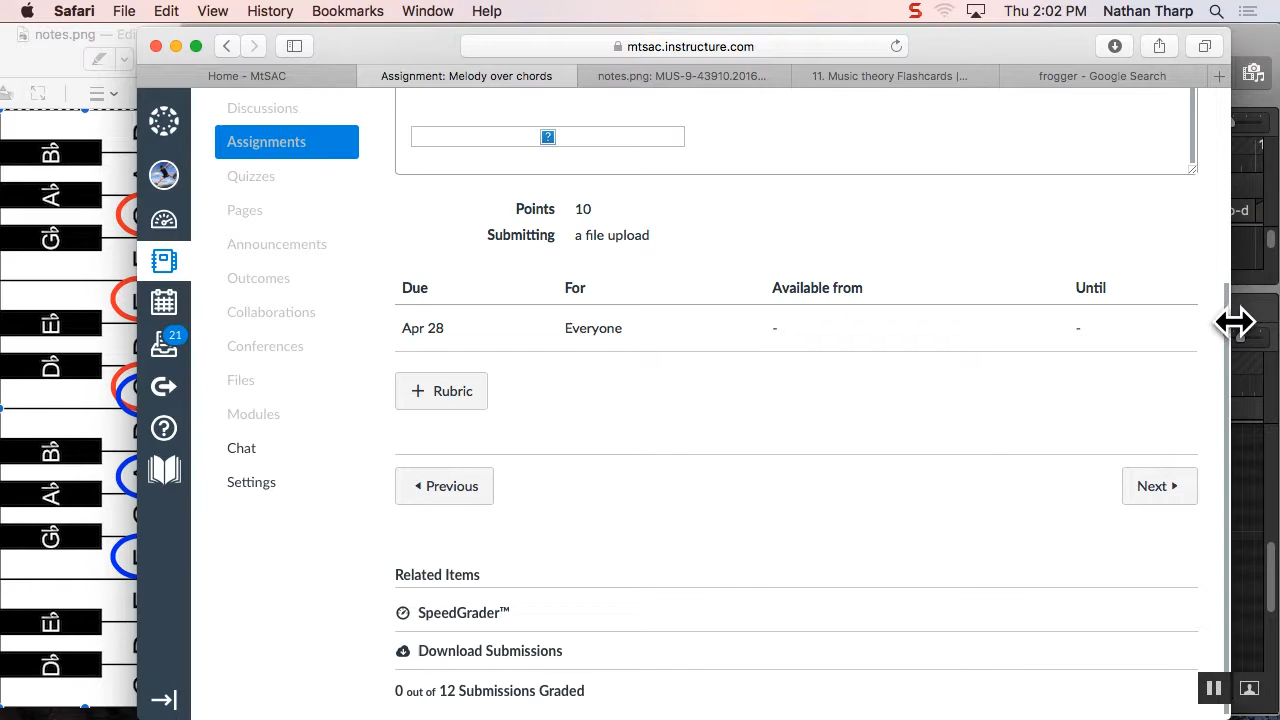 Safari File Edit View History Bookmarks Window Help S Thu 2:02 PM Nathan Tharp
notes.png
mtsac.instructure.com
Home - MtSAC
Assignment: Melody over chords
notes.png: MUS-9-43910.2016...
11. Music theory Flashcards |...
frogger - Google Search
Discussions
Assignments
Quizzes
Pages
Announcements
Outcomes
Collaborations
Conferences
Files
Modules
Chat
Settings
21
?
Points 10
Submitting a file upload
Due For Available from Until
Apr 28 Everyone - -
+ Rubric
Previous
Next
Related Items
SpeedGrader™
Download Submissions
0 out of 12 Submissions Graded
B♭
A♭
G♭
E♭
D♭
B♭
A♭
G♭
E♭
D♭